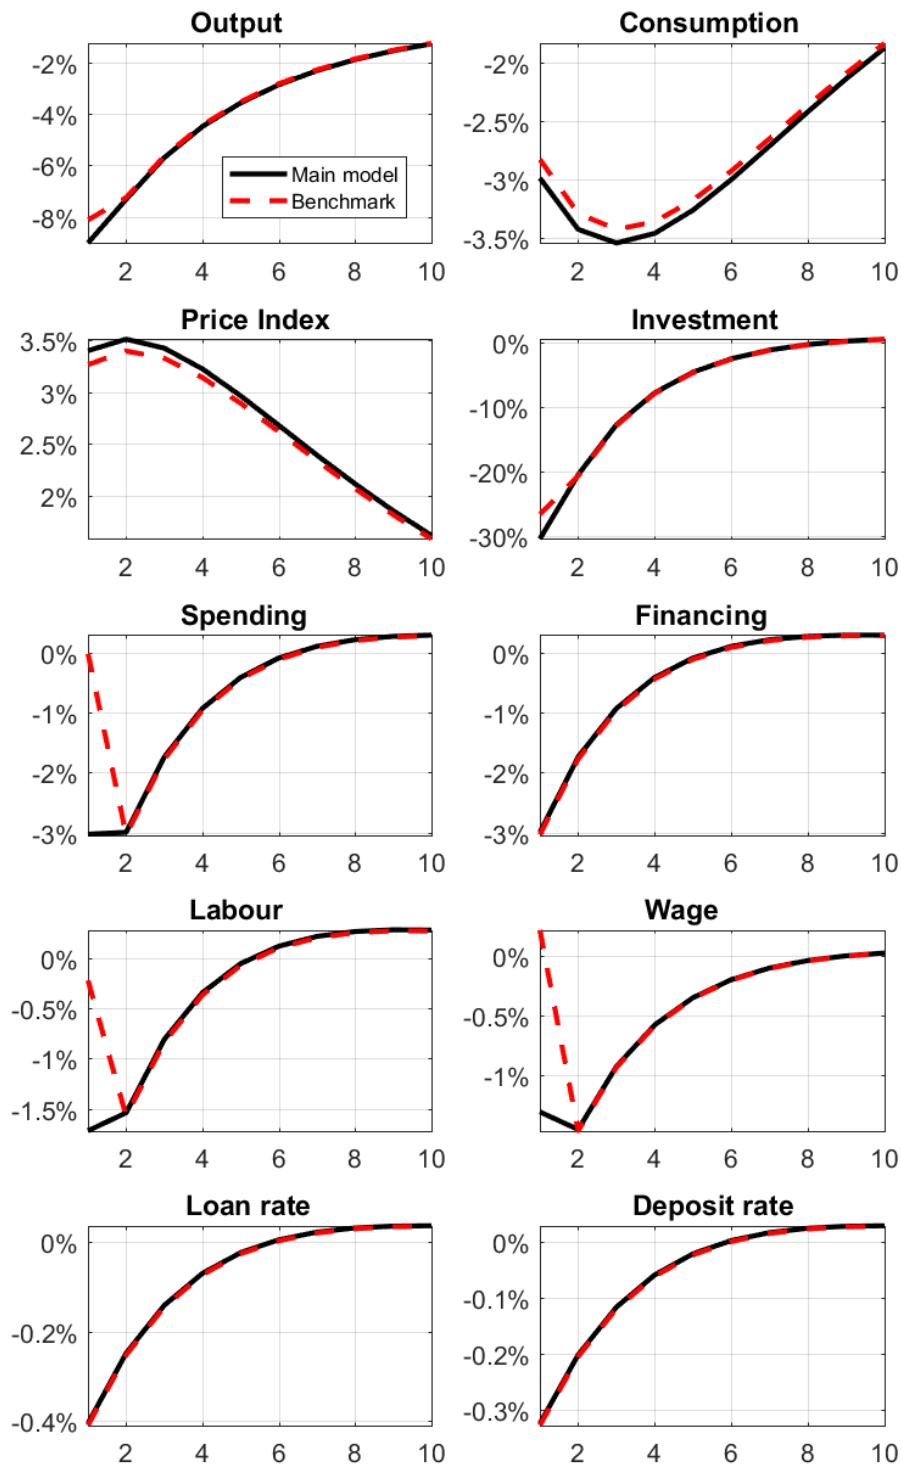 Output
Consumption
-2%
-4%
-6%
-8%
Main model
Benchmark
2 4 6 8 10
-2%
-2.5%
-3%
-3.5%
2 4 6 8 10
Price Index
Investment
3.5%
3%
2.5%
2%
2 4 6 8 10
0%
-10%
-20%
-30%
2 4 6 8 10
Spending
Financing
0%
-1%
-2%
-3%
2 4 6 8 10
0%
-1%
-2%
-3%
2 4 6 8 10
Labour
Wage
0%
-0.5%
-1%
-1.5%
2 4 6 8 10
0%
-0.5%
-1%
2 4 6 8 10
Loan rate
Deposit rate
0%
-0.2%
-0.4%
2 4 6 8 10
0%
-0.1%
-0.2%
-0.3%
2 4 6 8 10